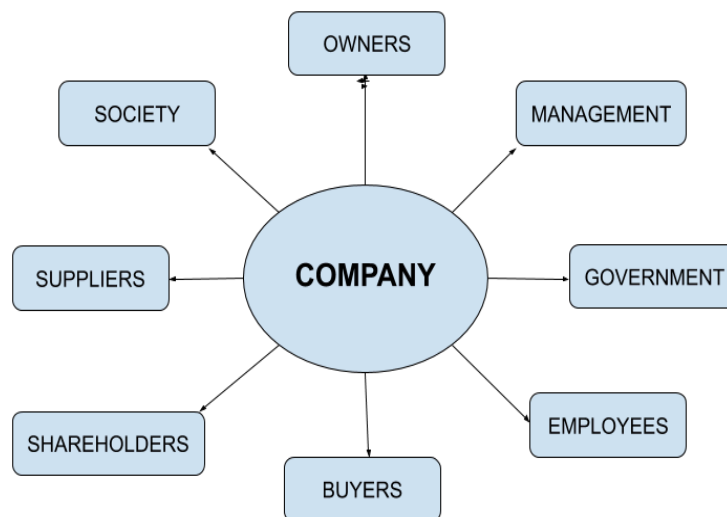 OWNERS
SOCIETY
MANAGEMENT
SUPPLIERS
COMPANY
GOVERNMENT
SHAREHOLDERS
EMPLOYEES
BUYERS